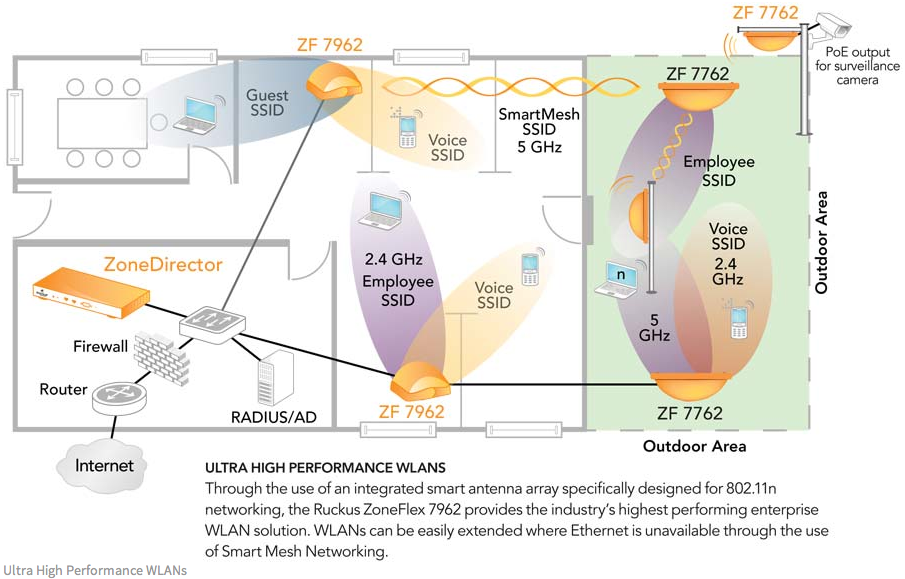 ZF 7762
PoE output
for surveillance
camera
ZF 7962
ZF 7762
Guest
SSID
Voice
SSID
SmartMesh
SSID
5 GHz
Employee
SSID
Outdoor Area
Voice
SSID
2.4
GHz
ZoneDirector
2.4 GHz
Employee
SSID
Voice
SSID
n
5
GHz
Firewall
Router
RADIUS/AD
ZF 7962
ZF 7762
Internet
Outdoor Area
ULTRA HIGH PERFORMANCE WLANS
Through the use of an integrated smart antenna array specifically designed for 802.11n
networking, the Ruckus ZoneFlex 7962 provides the industry's highest performing enterprise
WLAN solution. WLANs can be easily extended where Ethernet is unavailable through the use
of Smart Mesh Networking.
Ultra High Performance WLANs